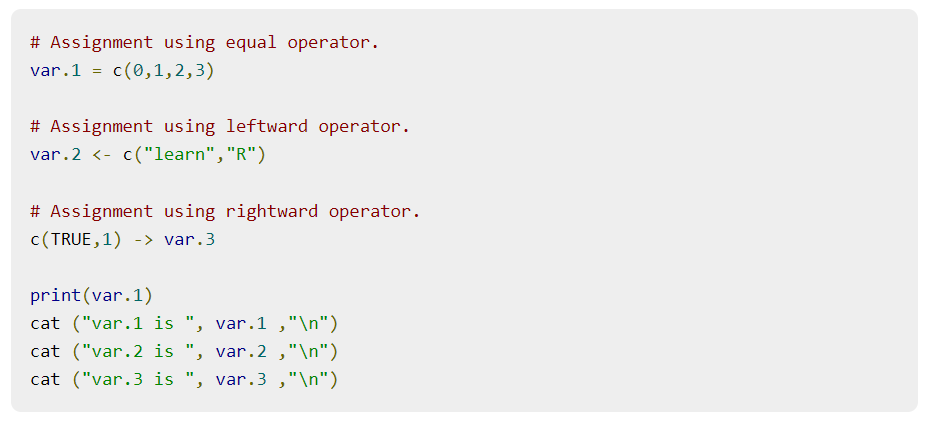 # Assignment using equal operator.
var.1 = c(0,1,2,3)
# Assignment using leftward operator.
var.2 <- c("learn","R")
# Assignment using rightward operator.
c(TRUE,1) -> var.3
print(var.1)
cat ("var.1 is ", var.1 ,"\n")
cat ("var.2 is ", var.2 ,"\n")
cat ("var.3 is ", var.3 ,"\n")